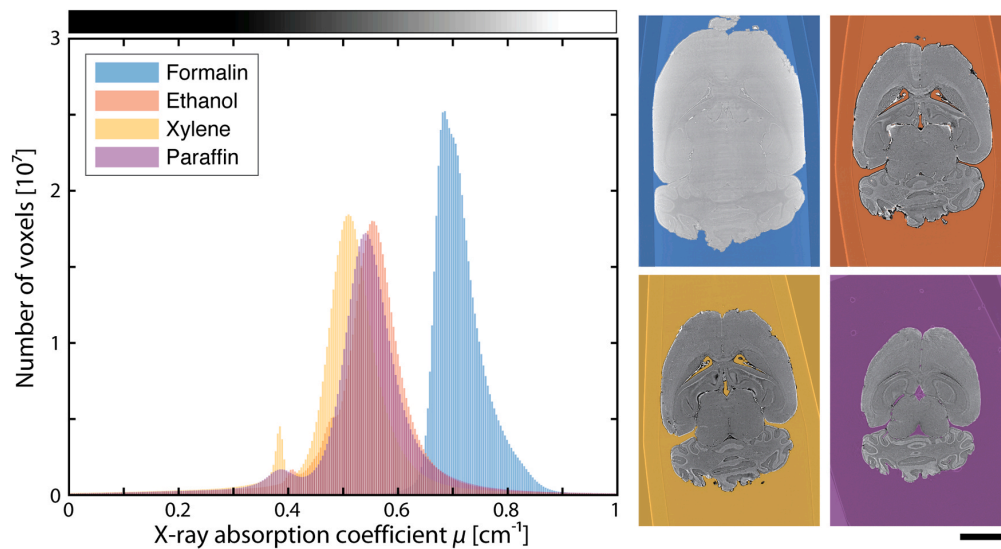 3
2
1
0
Number of voxels [10⁷]
Formalin
Ethanol
Xylene
Paraffin
0 0.2 0.4 0.6 0.8 1
X-ray absorption coefficient μ [cm⁻¹]